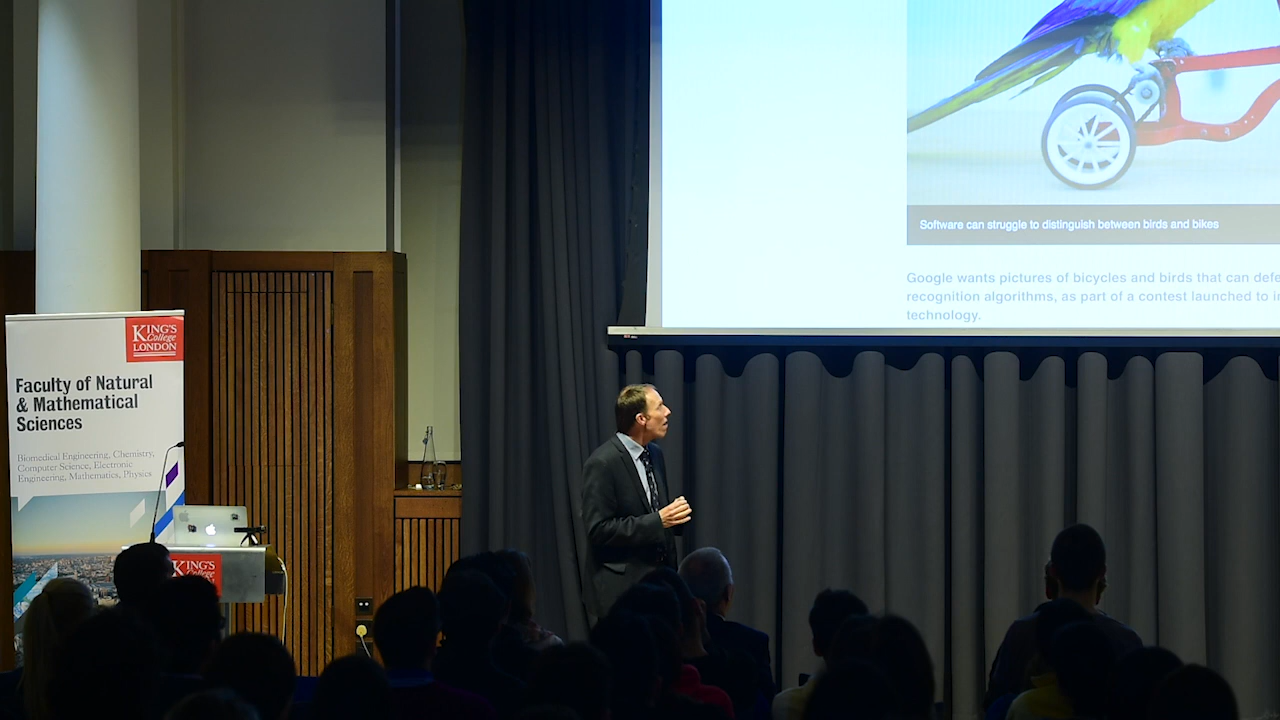 KING'S
College
LONDON
Faculty of Natural
& Mathematical
Sciences
Biomedical Engineering, Chemistry,
Computer Science, Electronic
Engineering, Mathematics, Physics
KING'S
College
LONDON
Software can struggle to distinguish between birds and bikes
Google wants pictures of bicycles and birds that can
recognition algorithms, as part of a contest launched to
technology.